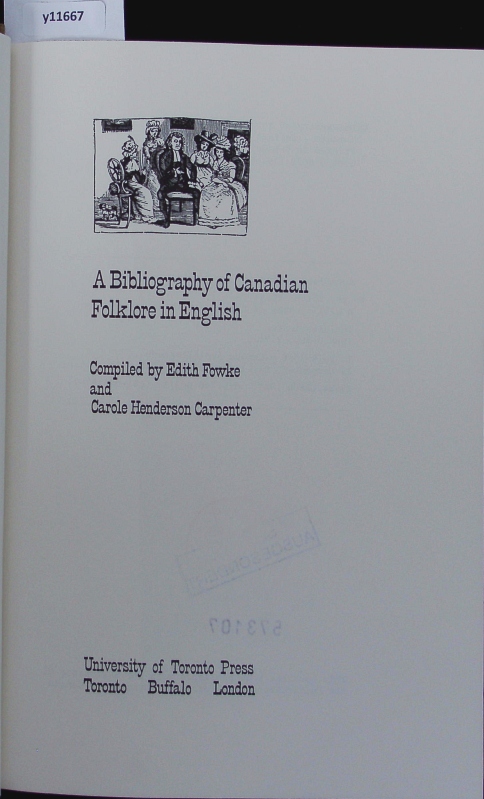 y11667
A Bibliography of Canadian
Folklore in English
Compiled by Edith Fowke
and
Carole Henderson Carpenter
573107
University of Toronto Press
Toronto Buffalo London